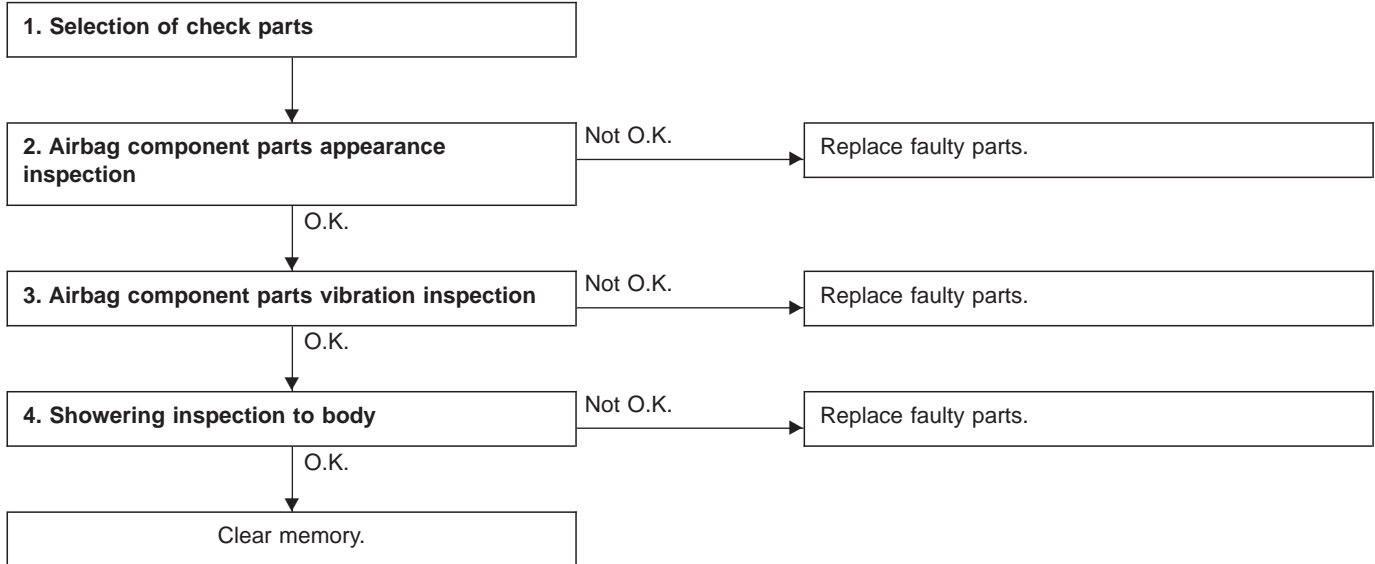 1. Selection of check parts
2. Airbag component parts appearance
inspection
Not O.K.
Replace faulty parts.
O.K.
3. Airbag component parts vibration inspection
Not O.K.
Replace faulty parts.
O.K.
4. Showering inspection to body
Not O.K.
Replace faulty parts.
O.K.
Clear memory.